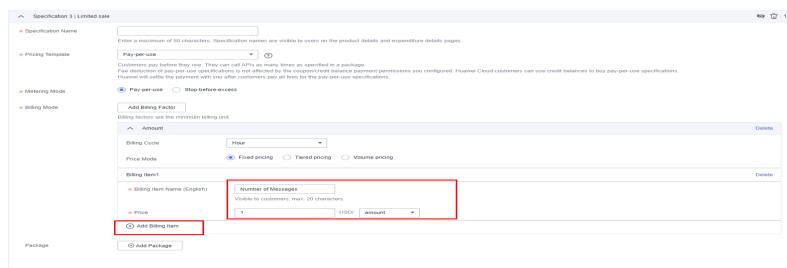 Specification 3 | Limited sale
* Specification Name
Enter a maximum of 50 characters. Specification names are visible to users on the product details and expenditure details pages.
* Pricing Template
Pay-per-use
Customers pay before they use. They can call APIs as many times as specified in a package.
Fee deduction of pay-per-use specifications is not affected by the coupon/credit balance payment permissions you configured. Huawei Cloud customers can use credit balances to buy pay-per-use specifications.
Huawei will settle the payment with you after customers pay all fees for the pay-per-use specifications.
* Metering Mode
Pay-per-use Stop-before-access
* Billing Mode
Add Billing Factor
Billing factors are the minimum billing unit.
Amount Delete
Billing Cycle
Hour
Price Mode
Fixed pricing Tiered pricing Volume pricing
Billing Item1 Delete
* Billing Item Name (English)
Number of Messages
Visible to customers; max. 20 characters.
* Price
1 USD/ amount
Add Billing Item
Package
Add Package